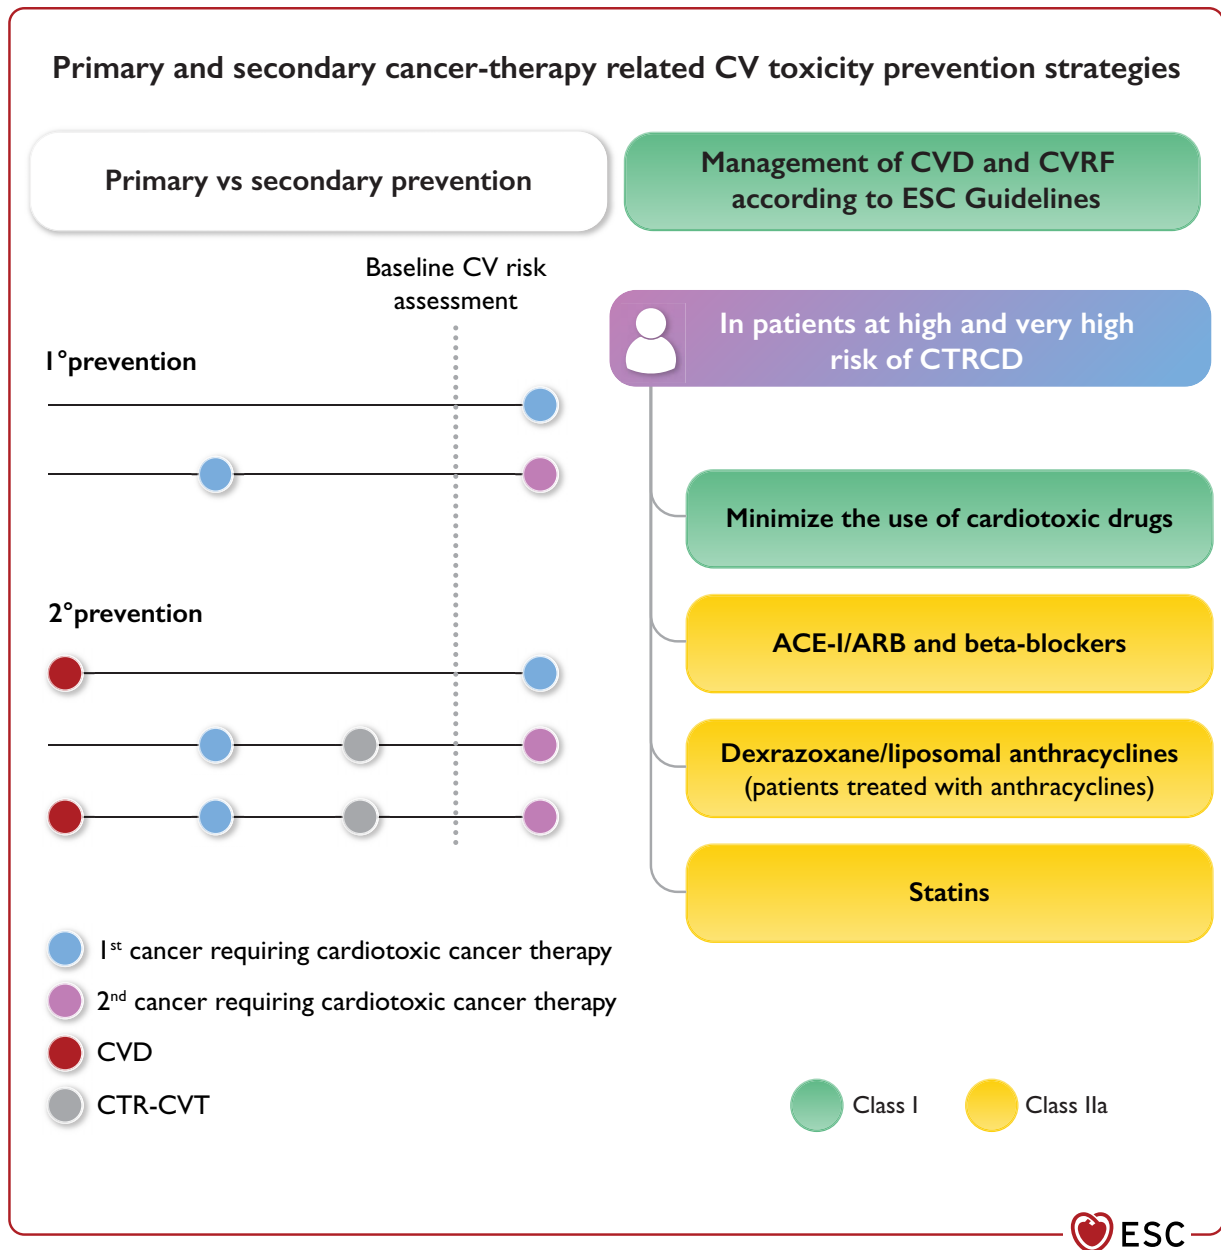 Primary and secondary cancer-therapy related CV toxicity prevention strategies
Primary vs secondary prevention
Baseline CV risk
assessment
1°prevention
2°prevention
1st cancer requiring cardiotoxic cancer therapy
2nd cancer requiring cardiotoxic cancer therapy
CVD
CTR-CVT
Management of CVD and CVRF
according to ESC Guidelines
In patients at high and very high
risk of CTRCD
Minimize the use of cardiotoxic drugs
ACE-I/ARB and beta-blockers
Dexrazoxane/liposomal anthracyclines
(patients treated with anthracyclines)
Statins
Class I
Class IIa
ESC